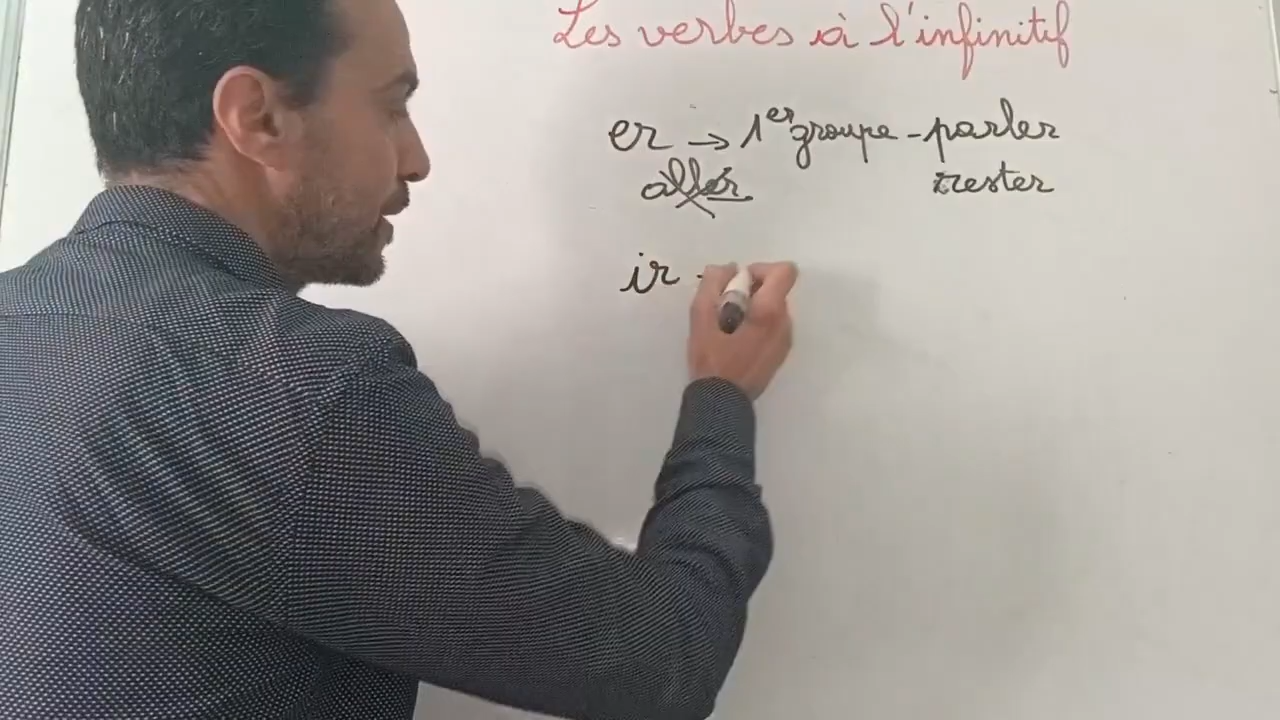 Les verbes à l'infinitif
er → 1er groupe - parler
aller rester
ir -